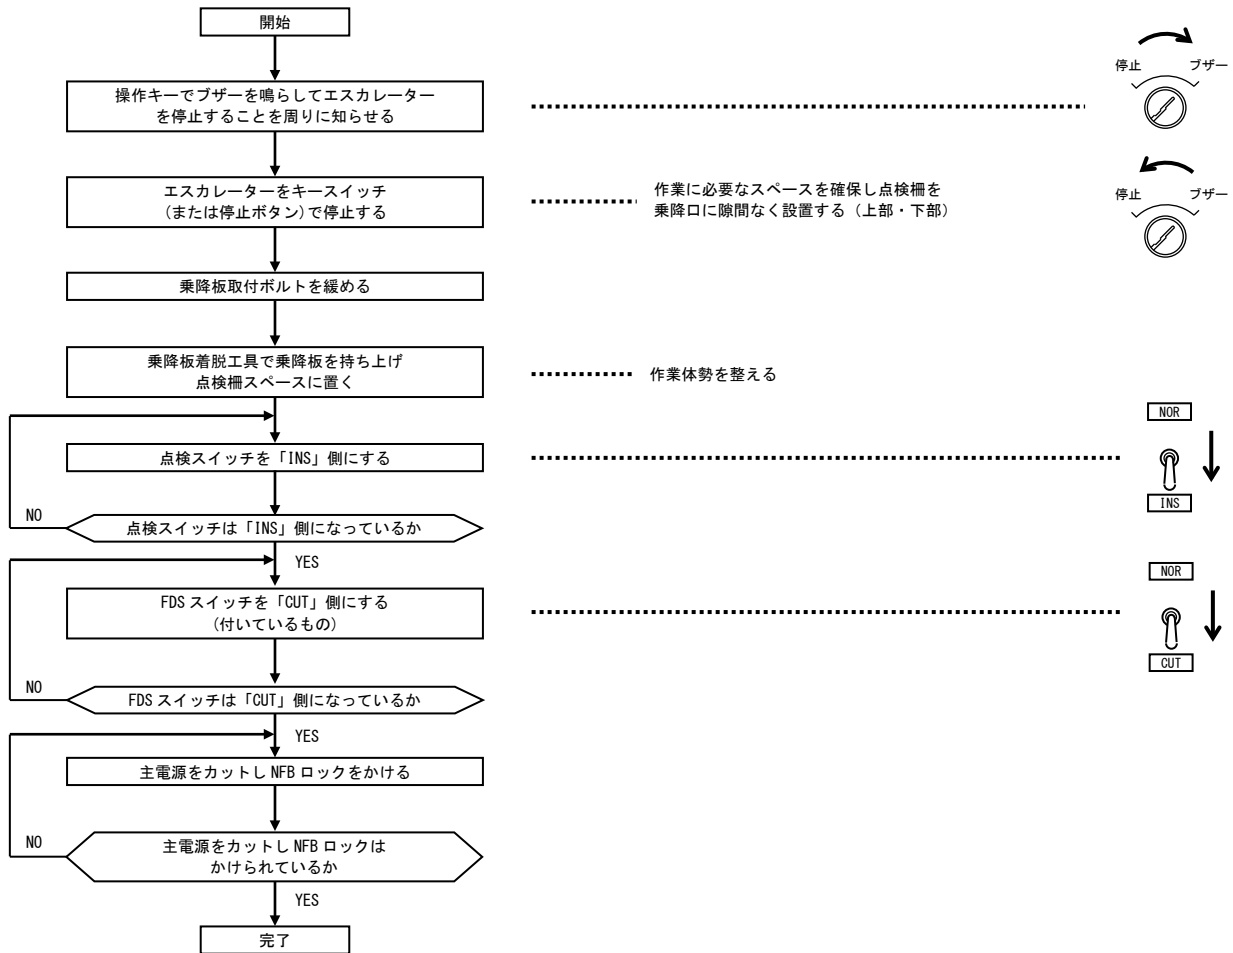 開始
操作キーでブザーを鳴らしてエスカレーター
を停止することを周りに知らせる
停止 ブザー
エスカレーターをキースイッチ
(または停止ボタン)で停止する
作業に必要なスペースを確保し点検柵を
乗降口に隙間なく設置する（上部・下部）
停止 ブザー
乗降板取付ボルトを緩める
乗降板着脱工具で乗降板を持ち上げ
点検柵スペースに置く
作業体勢を整える
点検スイッチを「INS」側にする
NOR
INS
NO
点検スイッチは「INS」側になっているか
YES
FDS スイッチを「CUT」側にする
(付いているもの)
NOR
CUT
NO
FDS スイッチは「CUT」側になっているか
YES
主電源をカットし NFB ロックをかける
NO
主電源をカットし NFB ロックは
かけられているか
YES
完了